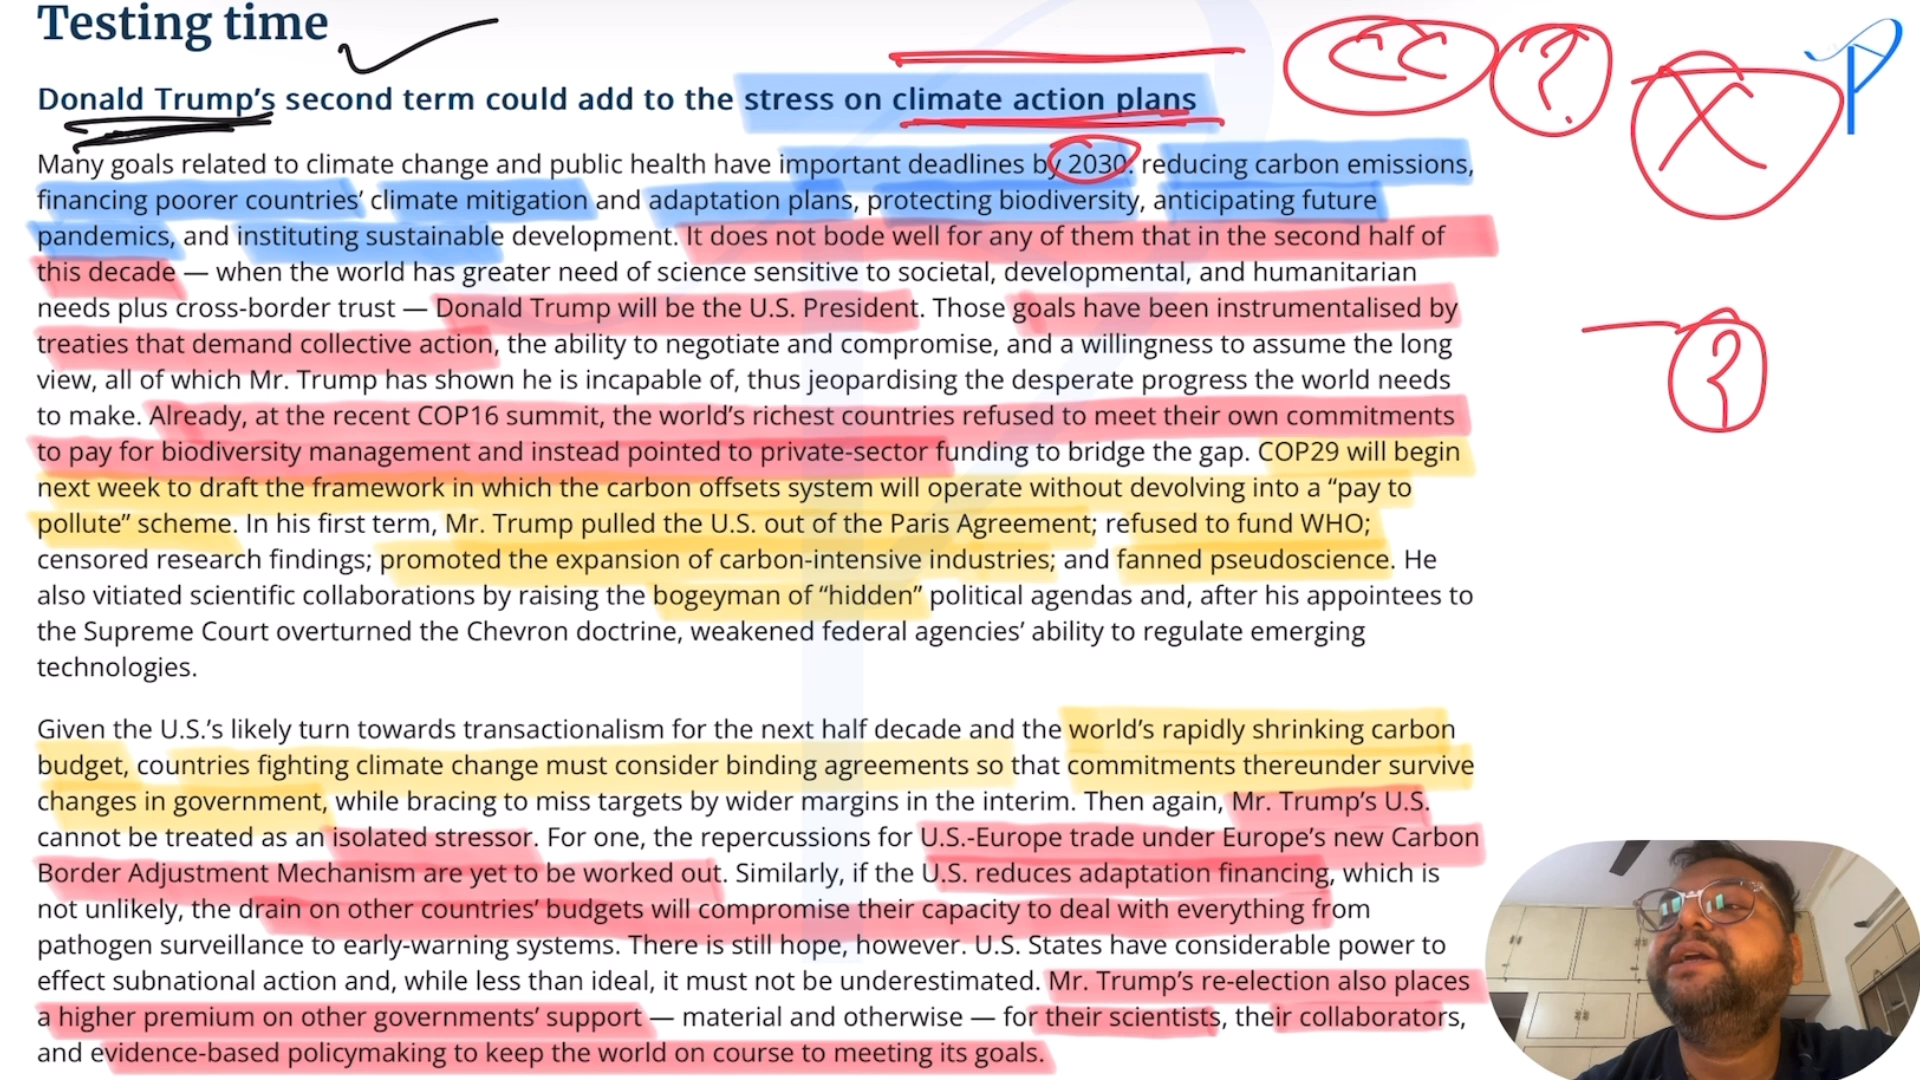 Testing time
Donald Trump's second term could add to the stress on climate action plans
CC ? X P
Many goals related to climate change and public health have important deadlines by 2030: reducing carbon emissions,
financing poorer countries' climate mitigation and adaptation plans, protecting biodiversity, anticipating future
pandemics, and instituting sustainable development. It does not bode well for any of them that in the second half of
this decade — when the world has greater need of science sensitive to societal, developmental, and humanitarian
needs plus cross-border trust — Donald Trump will be the U.S. President. Those goals have been instrumentalised by
treaties that demand collective action, the ability to negotiate and compromise, and a willingness to assume the long
view, all of which Mr. Trump has shown he is incapable of, thus jeopardising the desperate progress the world needs
to make. Already, at the recent COP16 summit, the world's richest countries refused to meet their own commitments
to pay for biodiversity management and instead pointed to private-sector funding to bridge the gap. COP29 will begin
next week to draft the framework in which the carbon offsets system will operate without devolving into a “pay to
pollute” scheme. In his first term, Mr. Trump pulled the U.S. out of the Paris Agreement; refused to fund WHO;
censored research findings; promoted the expansion of carbon-intensive industries; and fanned pseudoscience. He
also vitiated scientific collaborations by raising the bogeyman of “hidden” political agendas and, after his appointees to
the Supreme Court overturned the Chevron doctrine, weakened federal agencies' ability to regulate emerging
technologies.
Given the U.S.'s likely turn towards transactionalism for the next half decade and the world's rapidly shrinking carbon
budget, countries fighting climate change must consider binding agreements so that commitments thereunder survive
changes in government, while bracing to miss targets by wider margins in the interim. Then again, Mr. Trump's U.S.
cannot be treated as an isolated stressor. For one, the repercussions for U.S.-Europe trade under Europe's new Carbon
Border Adjustment Mechanism are yet to be worked out. Similarly, if the U.S. reduces adaptation financing, which is
not unlikely, the drain on other countries' budgets will compromise their capacity to deal with everything from
pathogen surveillance to early-warning systems. There is still hope, however. U.S. States have considerable power to
effect subnational action and, while less than ideal, it must not be underestimated. Mr. Trump's re-election also places
a higher premium on other governments' support — material and otherwise — for their scientists, their collaborators,
and evidence-based policymaking to keep the world on course to meeting its goals.